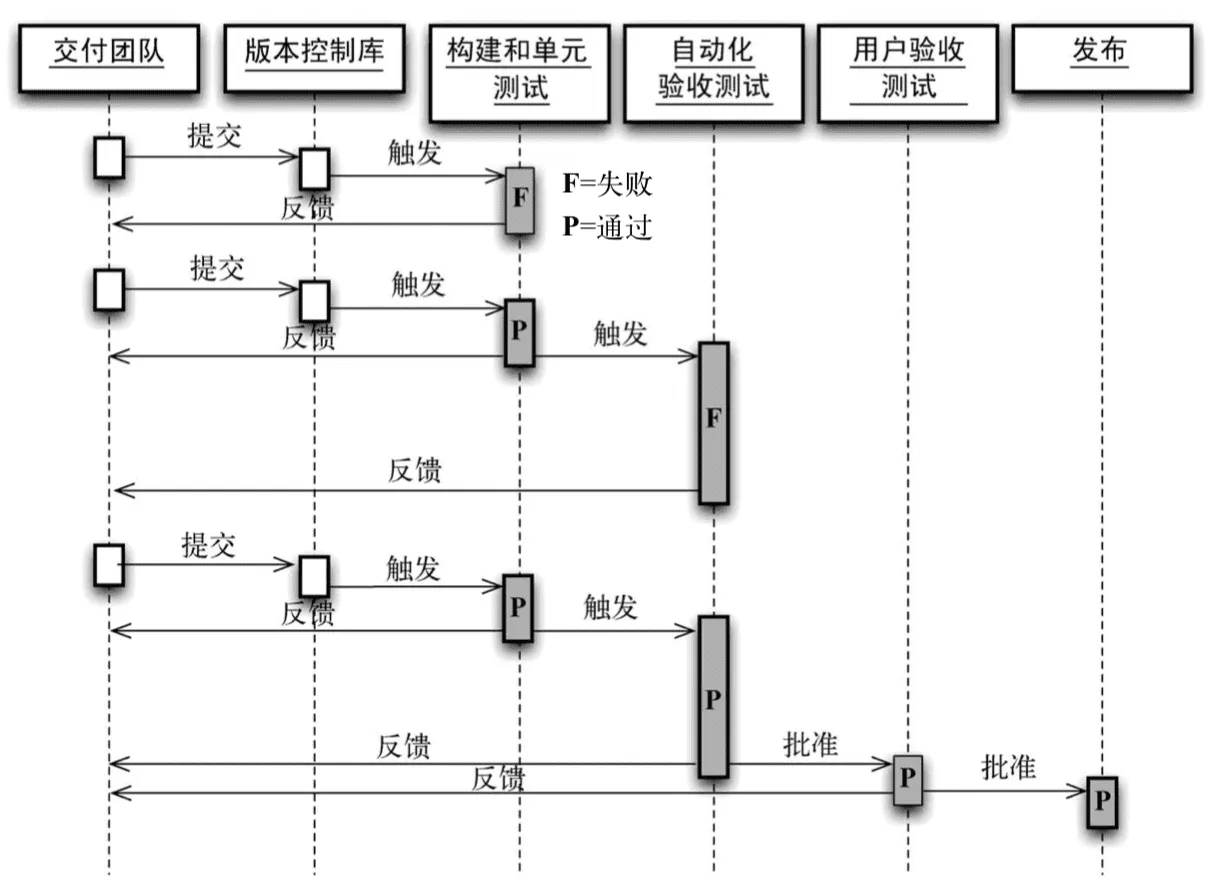 交付团队
版本控制库
构建和单元
测试
自动化
验收测试
用户验收
测试
发布
提交
触发
F
F=失败
P=通过
反馈
提交
触发
P
反馈
触发
F
反馈
提交
触发
P
反馈
触发
P
反馈
批准
P
反馈
批准
P